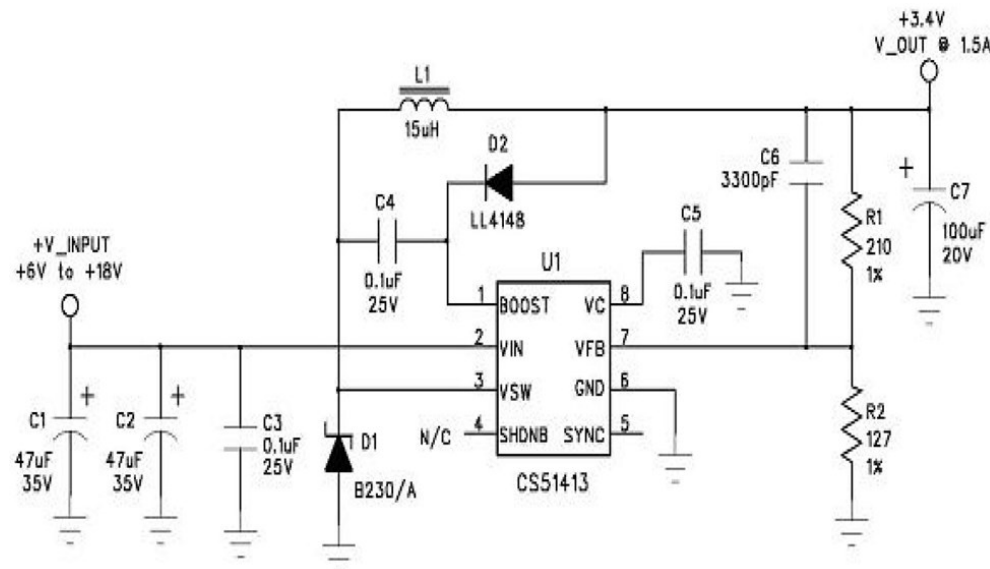 +3.4V
V_OUT @ 1.5A
L1
15uH
D2
LL4148
C6
3300pF
C7
100uF
20V
R1
210
1%
C4
0.1uF
25V
C5
0.1uF
25V
+V_INPUT
+6V to +18V
U1
1 BOOST VC 8
2 VIN VFB 7
3 VSW GND 6
N/C 4 SHDNB SYNC 5
CS51413
C1
47uF
35V
C2
47uF
35V
C3
0.1uF
25V
D1
B230/A
R2
127
1%